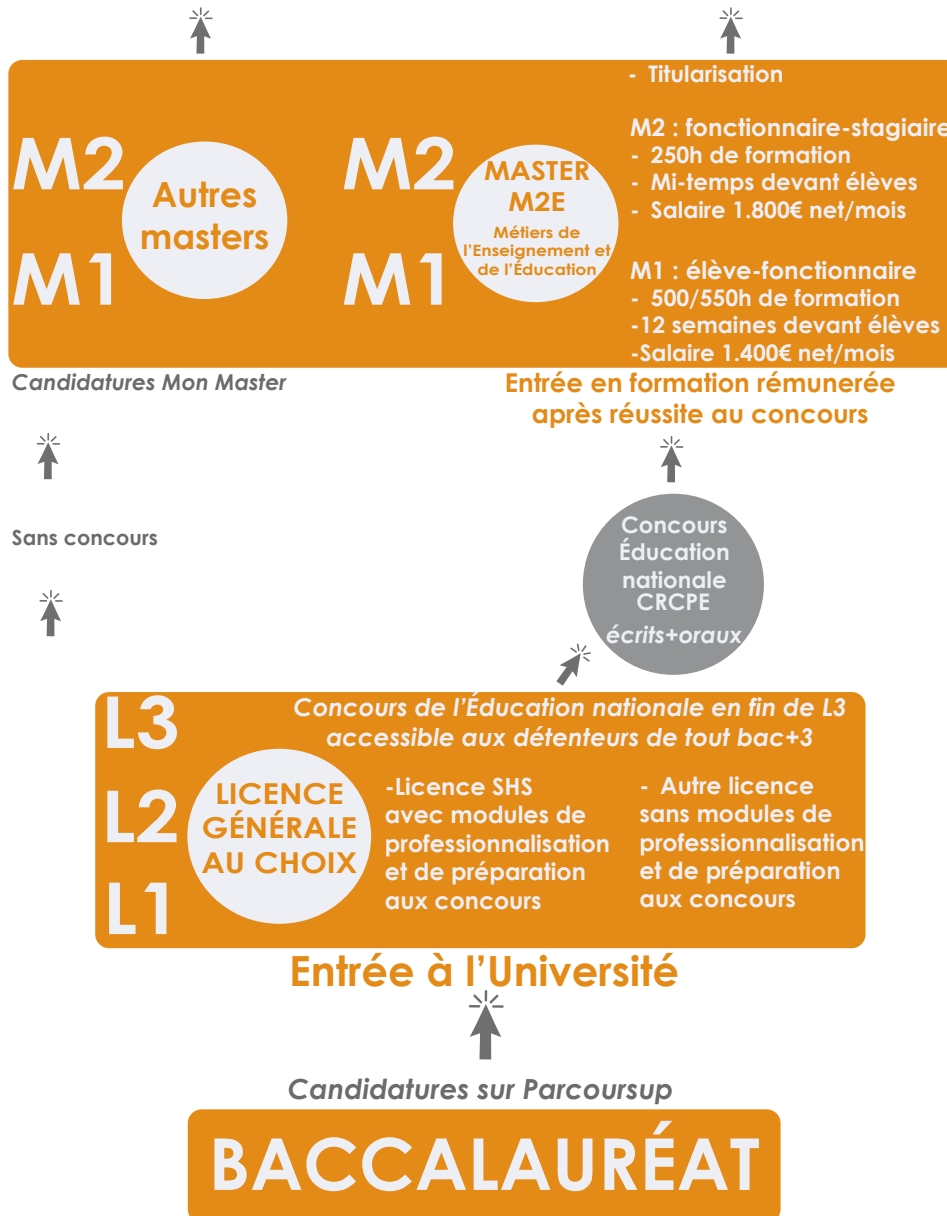 - Titularisation
M2 : fonctionnaire-stagiaire
- 250h de formation
- Mi-temps devant élèves
- Salaire 1.800€ net/mois
M1 : élève-fonctionnaire
- 500/550h de formation
-12 semaines devant élèves
-Salaire 1.400€ net/mois
M2
M1
Autres
masters
M2
M1
MASTER
M2E
Métiers de
l'Enseignement et
de l'Éducation
Candidatures Mon Master
Entrée en formation rémunerée
après réussite au concours
Sans concours
Concours
Éducation
nationale
CRCPE
écrits+oraux
L3
L2
L1
Concours de l'Éducation nationale en fin de L3
accessible aux détenteurs de tout bac+3
LICENCE
GÉNÉRALE
AU CHOIX
-Licence SHS
avec modules de
professionnalisation
et de préparation
aux concours
- Autre licence
sans modules de
professionnalisation
et de préparation
aux concours
Entrée à l'Université
Candidatures sur Parcoursup
BACCALAURÉAT